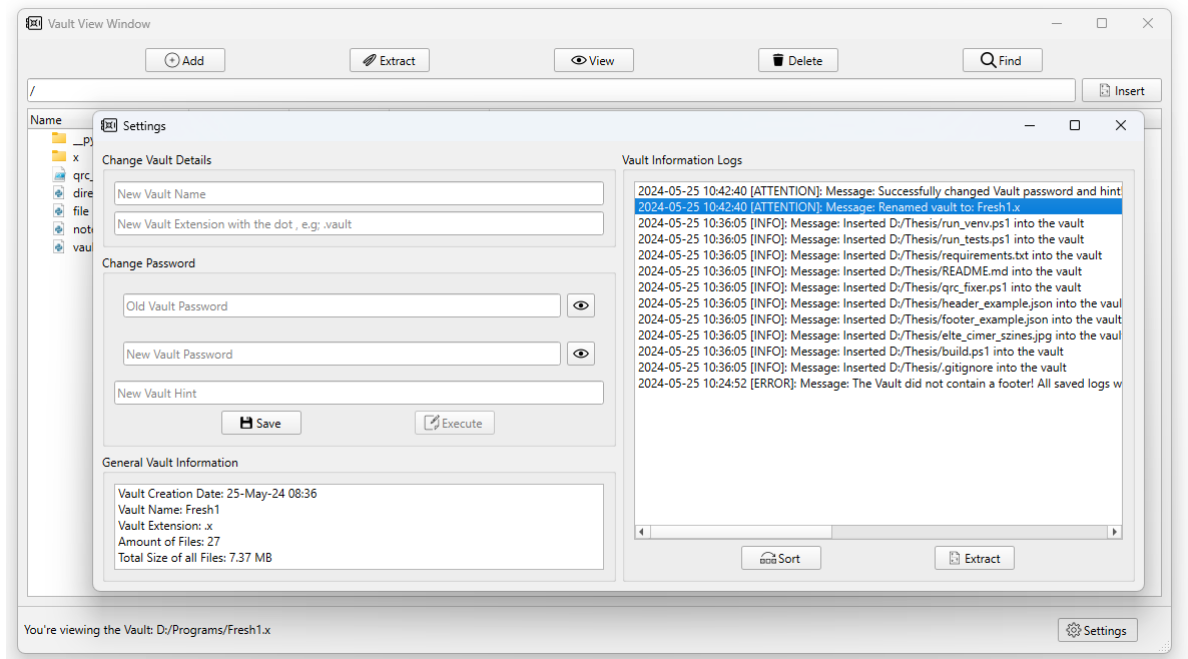 Vault View Window
Add
Extract
View
Delete
Find
/
Insert
Name
__py
x
qrc_
dire
file
note
vaul
Settings
Change Vault Details
New Vault Name
New Vault Extension with the dot , e.g; .vault
Change Password
Old Vault Password
New Vault Password
New Vault Hint
Save
Execute
General Vault Information
Vault Creation Date: 25-May-24 08:36
Vault Name: Fresh1
Vault Extension: .x
Amount of Files: 27
Total Size of all Files: 7.37 MB
Vault Information Logs
2024-05-25 10:42:40 [ATTENTION]: Message: Successfully changed Vault password and hint
2024-05-25 10:42:40 [ATTENTION]: Message: Renamed vault to: Fresh1.x
2024-05-25 10:36:05 [INFO]: Message: Inserted D:/Thesis/run_venv.ps1 into the vault
2024-05-25 10:36:05 [INFO]: Message: Inserted D:/Thesis/run_tests.ps1 into the vault
2024-05-25 10:36:05 [INFO]: Message: Inserted D:/Thesis/requirements.txt into the vault
2024-05-25 10:36:05 [INFO]: Message: Inserted D:/Thesis/README.md into the vault
2024-05-25 10:36:05 [INFO]: Message: Inserted D:/Thesis/qrc_fixer.ps1 into the vault
2024-05-25 10:36:05 [INFO]: Message: Inserted D:/Thesis/header_example.json into the vaul
2024-05-25 10:36:05 [INFO]: Message: Inserted D:/Thesis/footer_example.json into the vault
2024-05-25 10:36:05 [INFO]: Message: Inserted D:/Thesis/elte_cimer_szines.jpg into the vaul
2024-05-25 10:36:05 [INFO]: Message: Inserted D:/Thesis/build.ps1 into the vault
2024-05-25 10:36:05 [INFO]: Message: Inserted D:/Thesis/.gitignore into the vault
2024-05-25 10:24:52 [ERROR]: Message: The Vault did not contain a footer! All saved logs w
Sort
Extract
You're viewing the Vault: D:/Programs/Fresh1.x
Settings